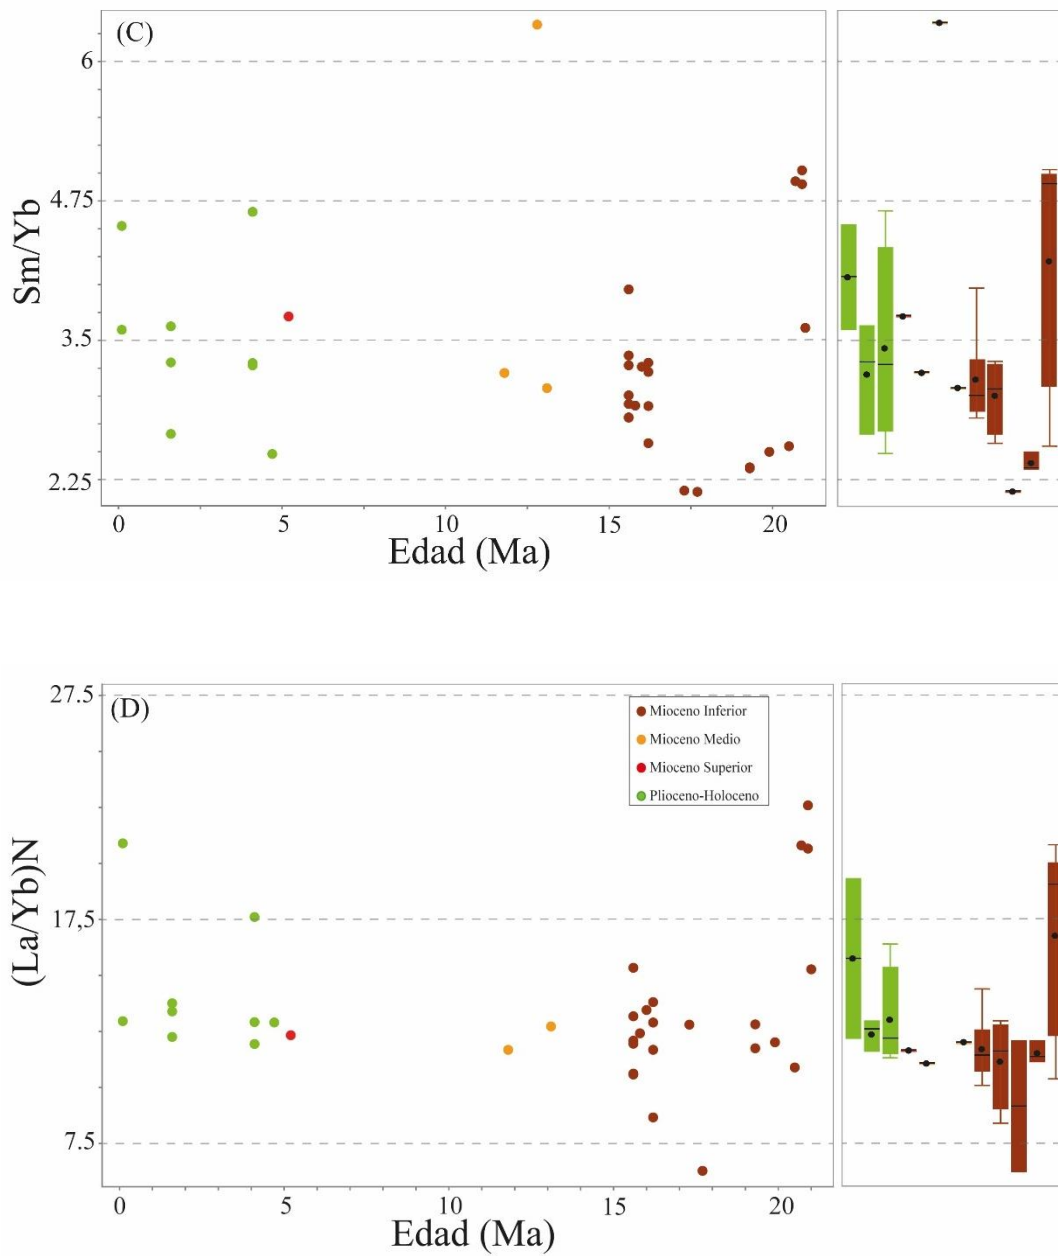 (C)
6
4.75
3.5
2.25
Sm/Yb
0 5 10 15 20
Edad (Ma)
27.5
(D)
Mioceno Inferior
Mioceno Medio
Mioceno Superior
Plioceno-Holoceno
17.5
7.5
(La/Yb)N
0 5 10 15 20
Edad (Ma)